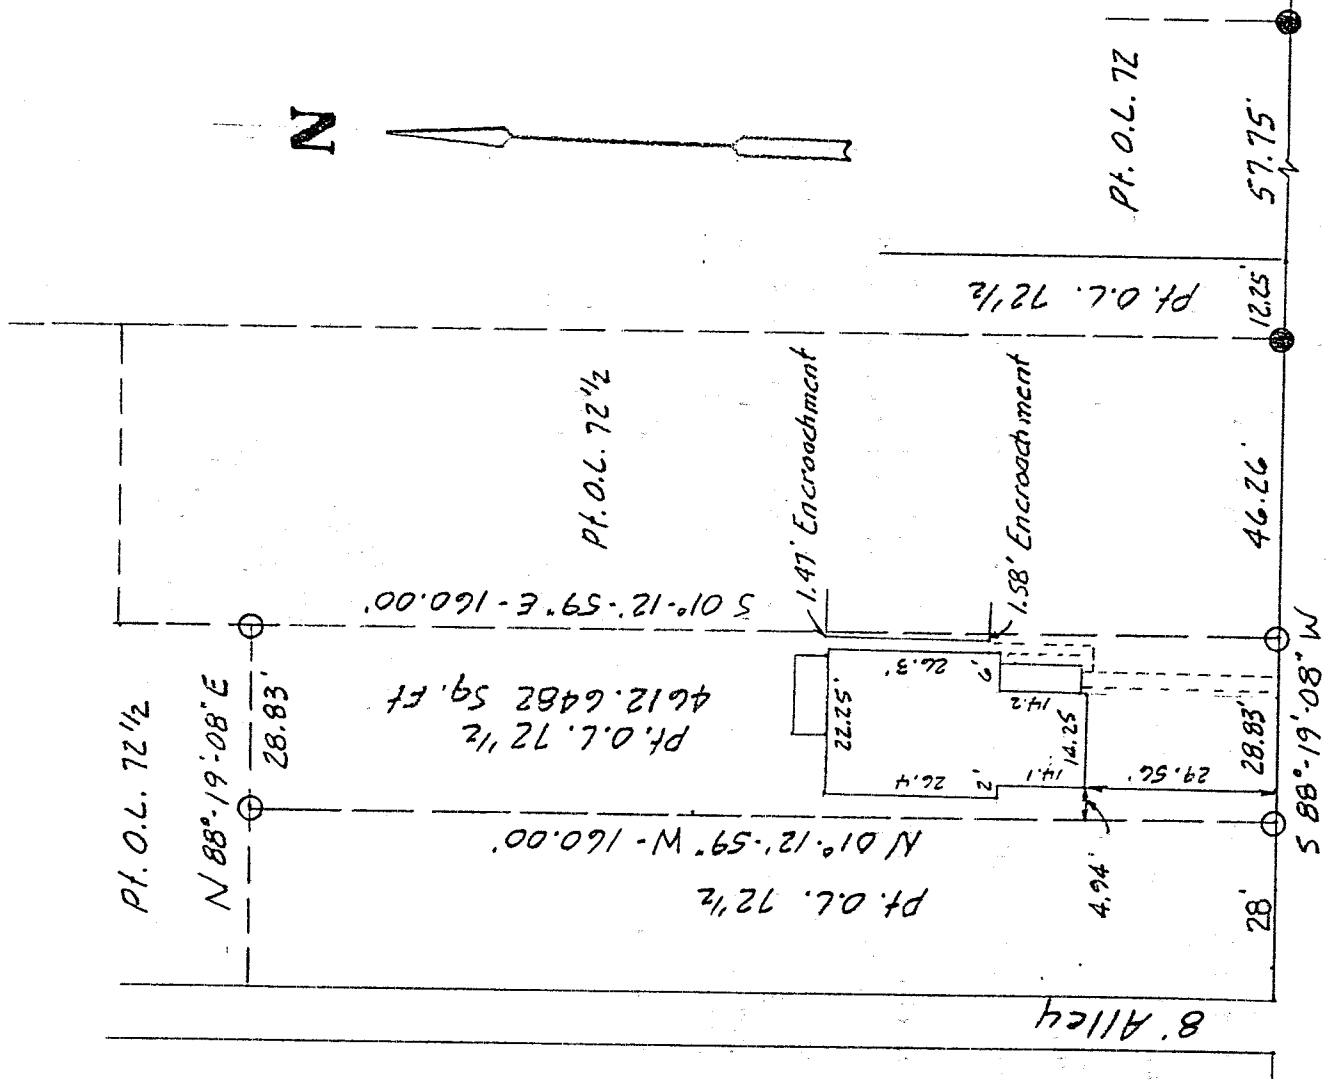 N
Pt. O.L. 72
57.75'
Pt. O.L. 72 1/2
12.25'
Pt. O.L. 72 1/2
1.47' Encroachment
1.58' Encroachment
46.26'
S 01°-12'-59" E - 160.00'
Pt. O.L. 72 1/2
N 88°-19'-08" E
28.83'
Pt. O.L. 72 1/2
4612.6482 Sq. Ft
22.25'
26.3'
6'
14.2
26.4
2'
14.1
14.25
29.56'
28.83'
S 88°-19'-08" W
N 01°-12'-59" W - 160.00'
Pt. O.L. 72 1/2
4.94'
28'
8' Alley